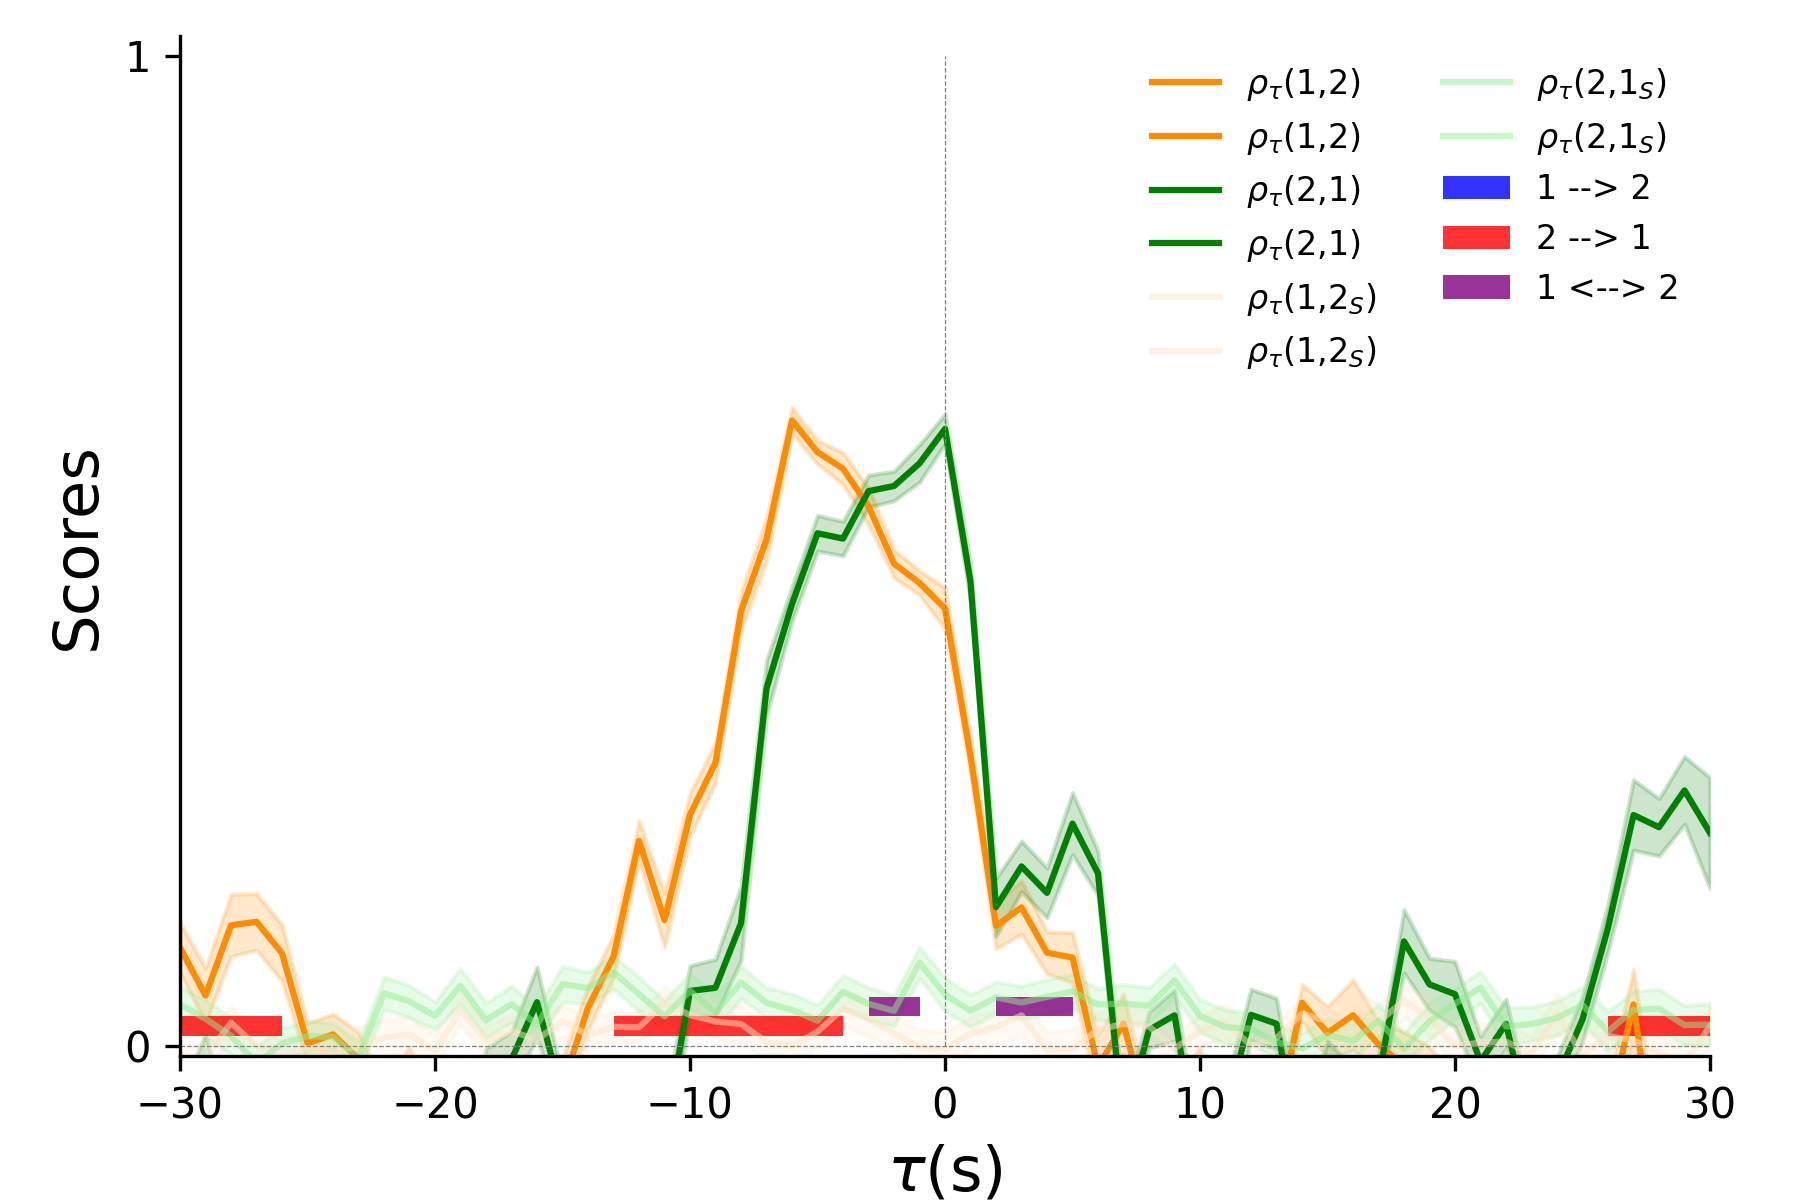 1
ρτ(1,2)
ρτ(1,2)
ρτ(2,1)
ρτ(2,1)
ρτ(1,2S)
ρτ(1,2S)
ρτ(2,1S)
ρτ(2,1S)
1 --> 2
2 --> 1
1 <--> 2
Scores
0
−30 −20 −10 0 10 20 30
τ(s)